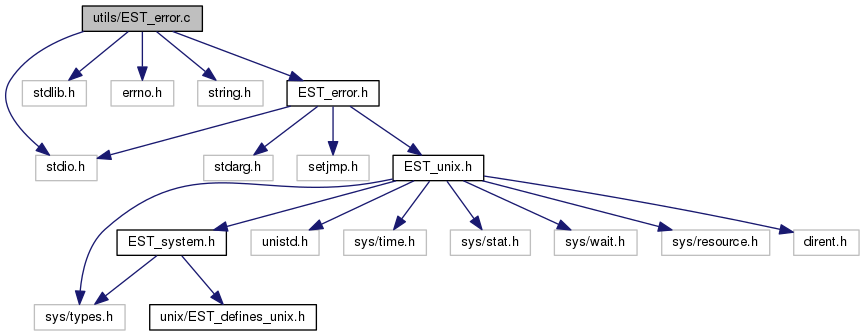 utils/EST_error.c
stdlib.h
errno.h
string.h
EST_error.h
stdio.h
stdarg.h
setjmp.h
EST_unix.h
EST_system.h
unistd.h
sys/time.h
sys/stat.h
sys/wait.h
sys/resource.h
dirent.h
sys/types.h
unix/EST_defines_unix.h